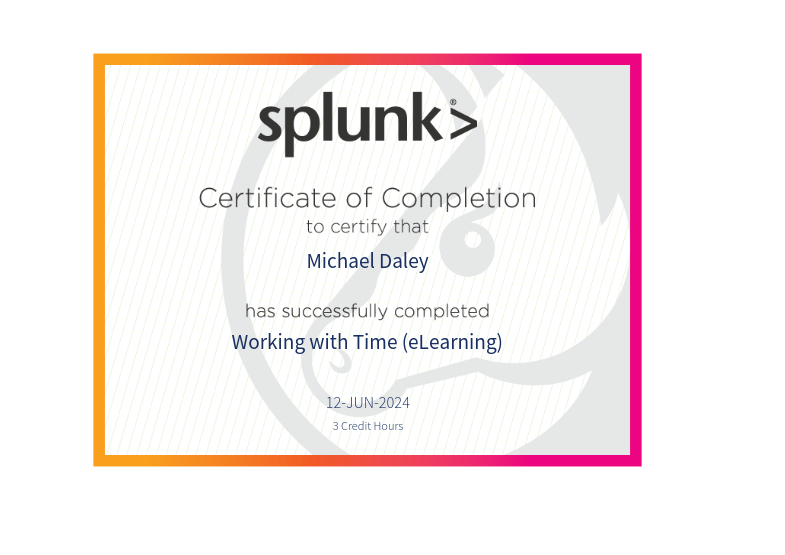 splunk>®
Certificate of Completion
to certify that
Michael Daley
has successfully completed
Working with Time (eLearning)
12-JUN-2024
3 Credit Hours